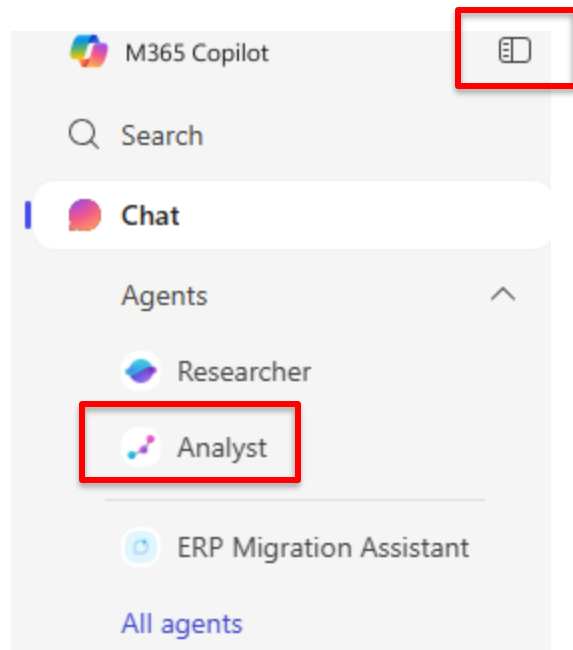 M365 Copilot
Search
Chat
Agents
Researcher
Analyst
ERP Migration Assistant
All agents